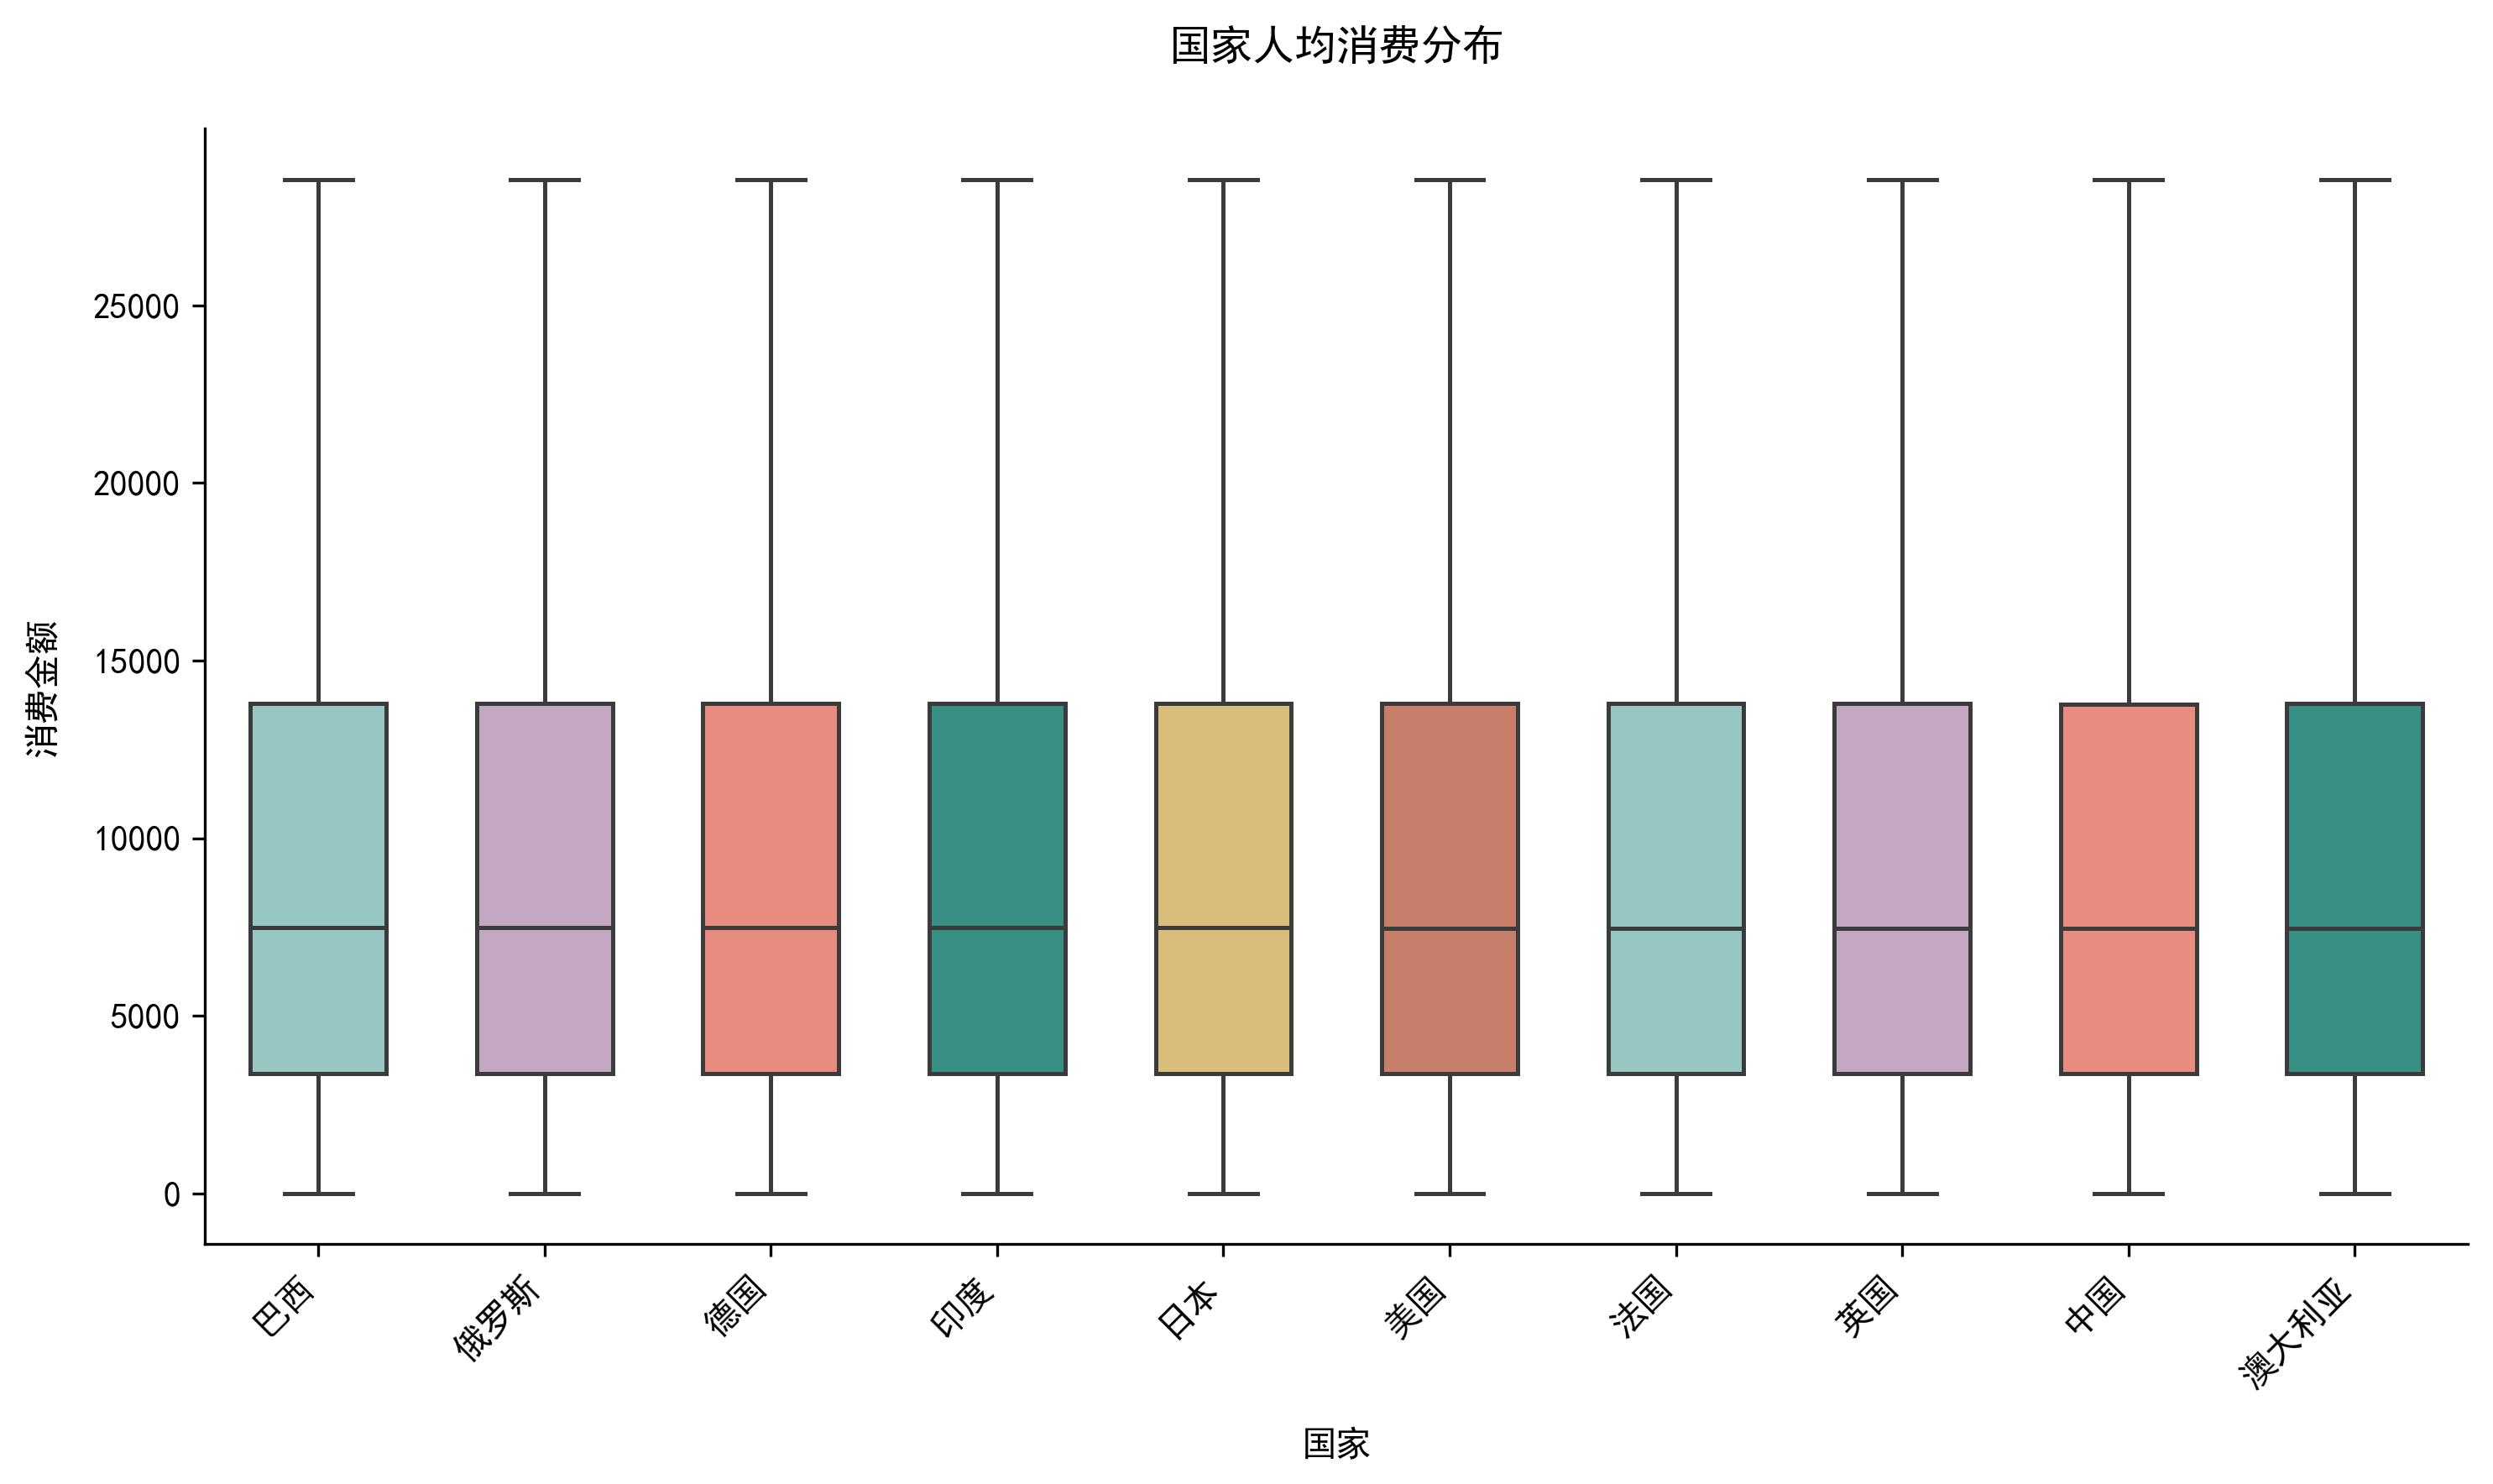 国家人均消费分布
消费金额
25000
20000
15000
10000
5000
0
巴西
俄罗斯
德国
印度
日本
美国
法国
英国
中国
澳大利亚
国家